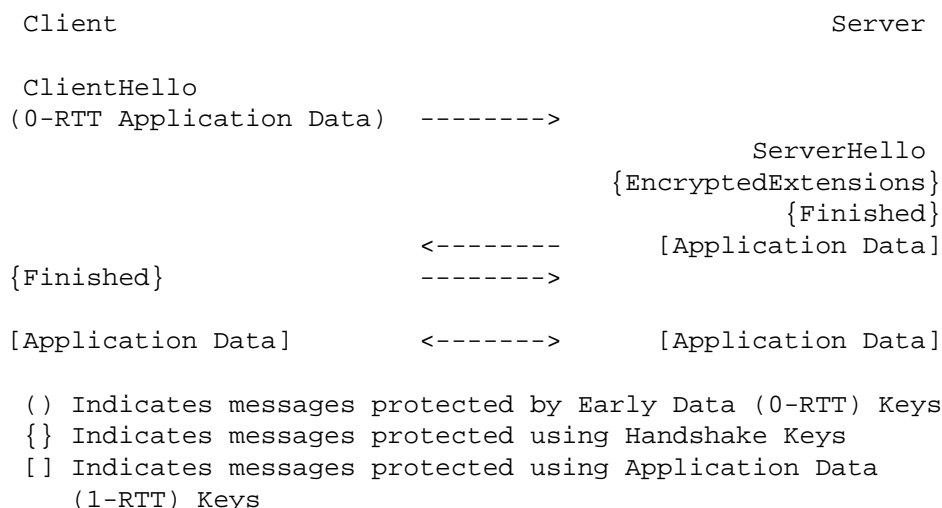 Client                                               Server

 ClientHello
(0-RTT Application Data)  -------->
                                                ServerHello
                                      {EncryptedExtensions}
                                                 {Finished}
                          <--------      [Application Data]
{Finished}                -------->

[Application Data]        <------->      [Application Data]

 () Indicates messages protected by Early Data (0-RTT) Keys
 {} Indicates messages protected using Handshake Keys
 [] Indicates messages protected using Application Data
    (1-RTT) Keys